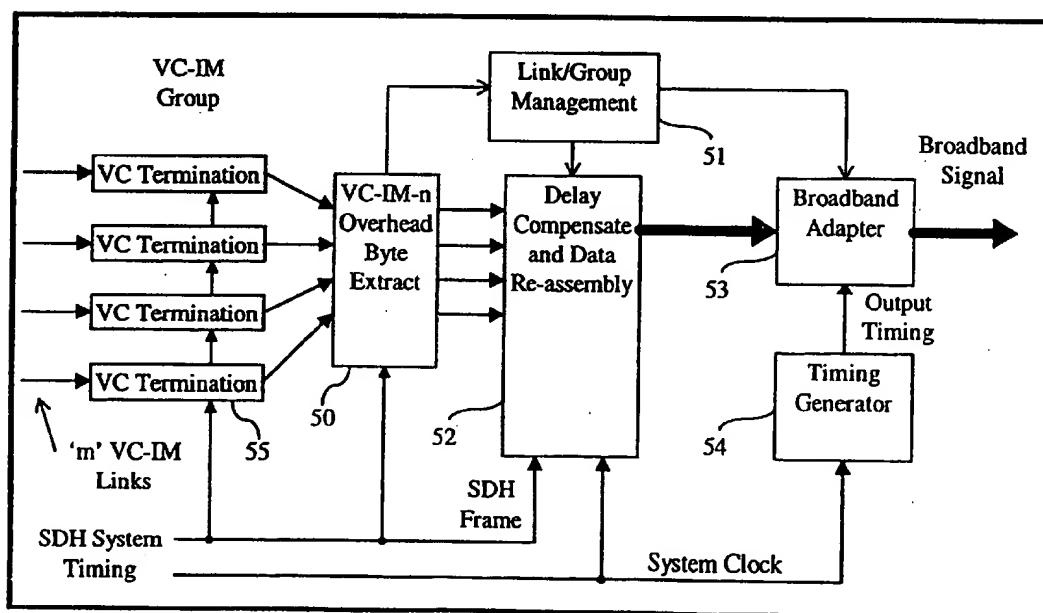 VC-IM
Group
Link/Group
Management
51
Broadband
Signal
VC Termination
VC Termination
VC Termination
VC Termination
VC-IM-n
Overhead
Byte
Extract
Delay
Compensate
and Data
Re-assembly
Broadband
Adapter
53
Output
Timing
Timing
Generator
54
55
50
52
'm' VC-IM
Links
SDH
Frame
SDH System
Timing
System Clock